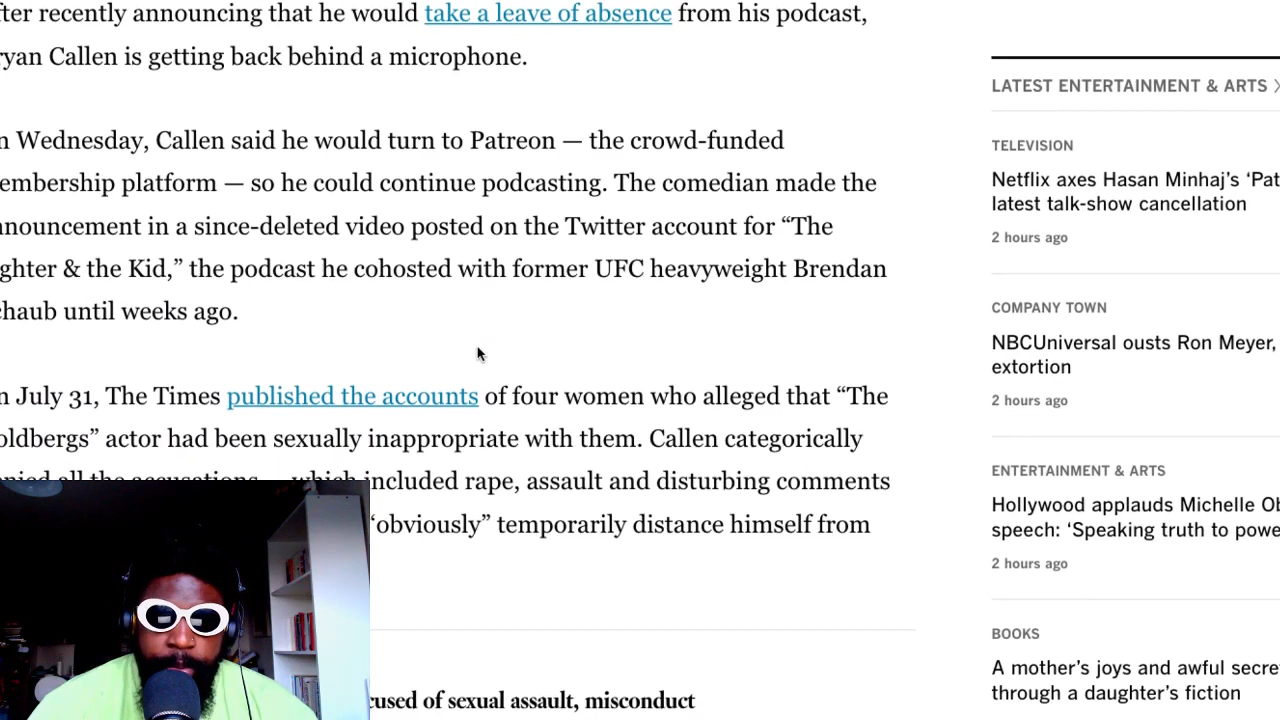 fter recently announcing that he would take a leave of absence from his podcast,
ryan Callen is getting back behind a microphone.
n Wednesday, Callen said he would turn to Patreon — the crowd-funded
embership platform — so he could continue podcasting. The comedian made the
nnouncement in a since-deleted video posted on the Twitter account for “The
ghter & the Kid,” the podcast he cohosted with former UFC heavyweight Brendan
chaub until weeks ago.
n July 31, The Times published the accounts of four women who alleged that “The
oldbergs” actor had been sexually inappropriate with them. Callen categorically
enied all the accusations — which included rape, assault and disturbing comments
“obviously” temporarily distance himself from
cused of sexual assault, misconduct
LATEST ENTERTAINMENT & ARTS >
TELEVISION
Netflix axes Hasan Minhaj’s ‘Pat
latest talk-show cancellation
2 hours ago
COMPANY TOWN
NBCUniversal ousts Ron Meyer,
extortion
2 hours ago
ENTERTAINMENT & ARTS
Hollywood applauds Michelle Ob
speech: ‘Speaking truth to powe
2 hours ago
BOOKS
A mother’s joys and awful secre
through a daughter’s fiction